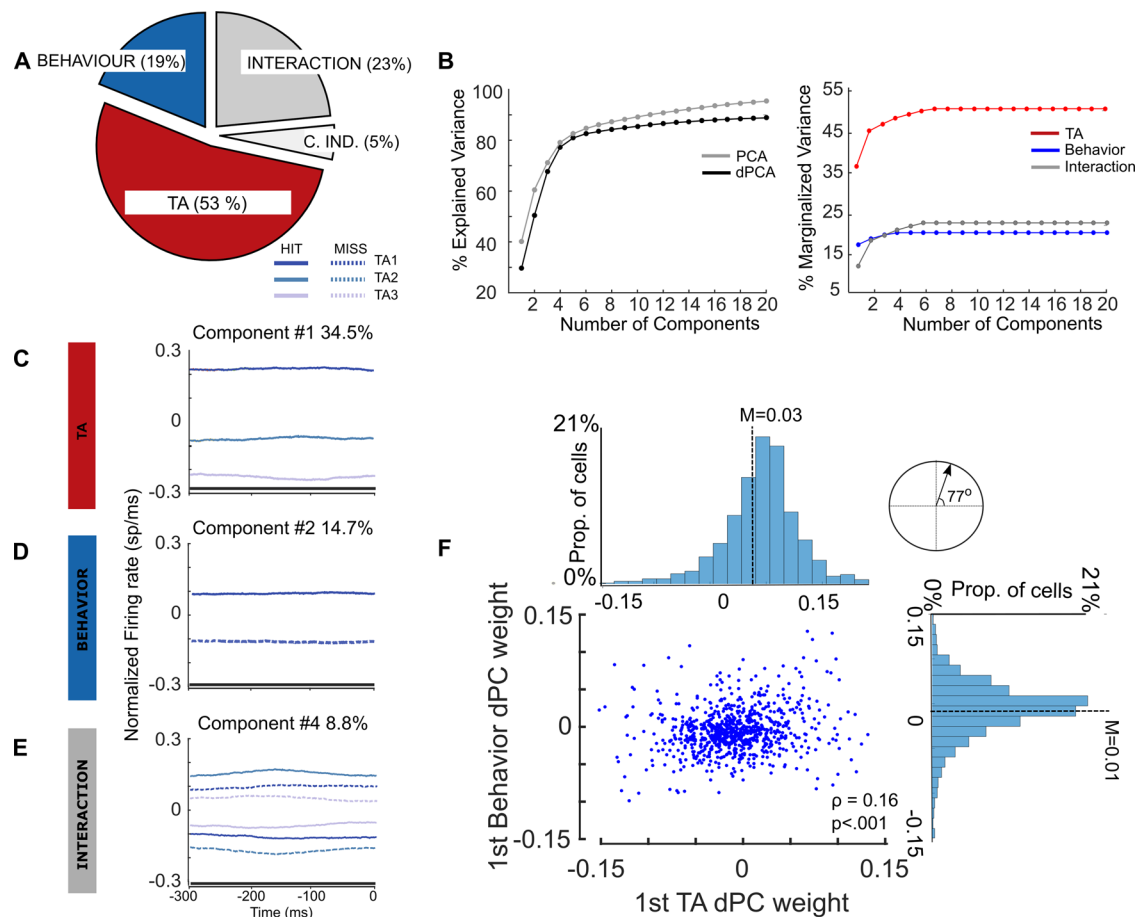 A
BEHAVIOUR (19%)
INTERACTION (23%)
C. IND. (5%)
TA (53 %)
HIT
MISS
TA1
TA2
TA3
B
% Explained Variance
100
80
60
40
20
PCA
dPCA
2 4 6 8 10 12 14 16 18 20
Number of Components
% Marginalized Variance
55
45
35
25
15
5
TA
Behavior
Interaction
2 4 6 8 10 12 14 16 18 20
Number of Components
Normalized Firing rate (sp/ms)
C
TA
Component #1 34.5%
0.3
0
-0.3
-300 -200 -100 0
D
BEHAVIOR
Component #2 14.7%
0.3
0
-0.3
E
INTERACTION
Component #4 8.8%
0.3
0
-0.3
-300 -200 -100 0
Time (ms)
F
M=0.03
21%
Prop. of cells
0%
-0.15 0 0.15
77o
0% Prop. of cells 21%
0.15
0
-0.15
M=0.01
1st Behavior dPC weight
0.15
0
-0.15
ρ = 0.16
p<.001
-0.15 0 0.15
1st TA dPC weight